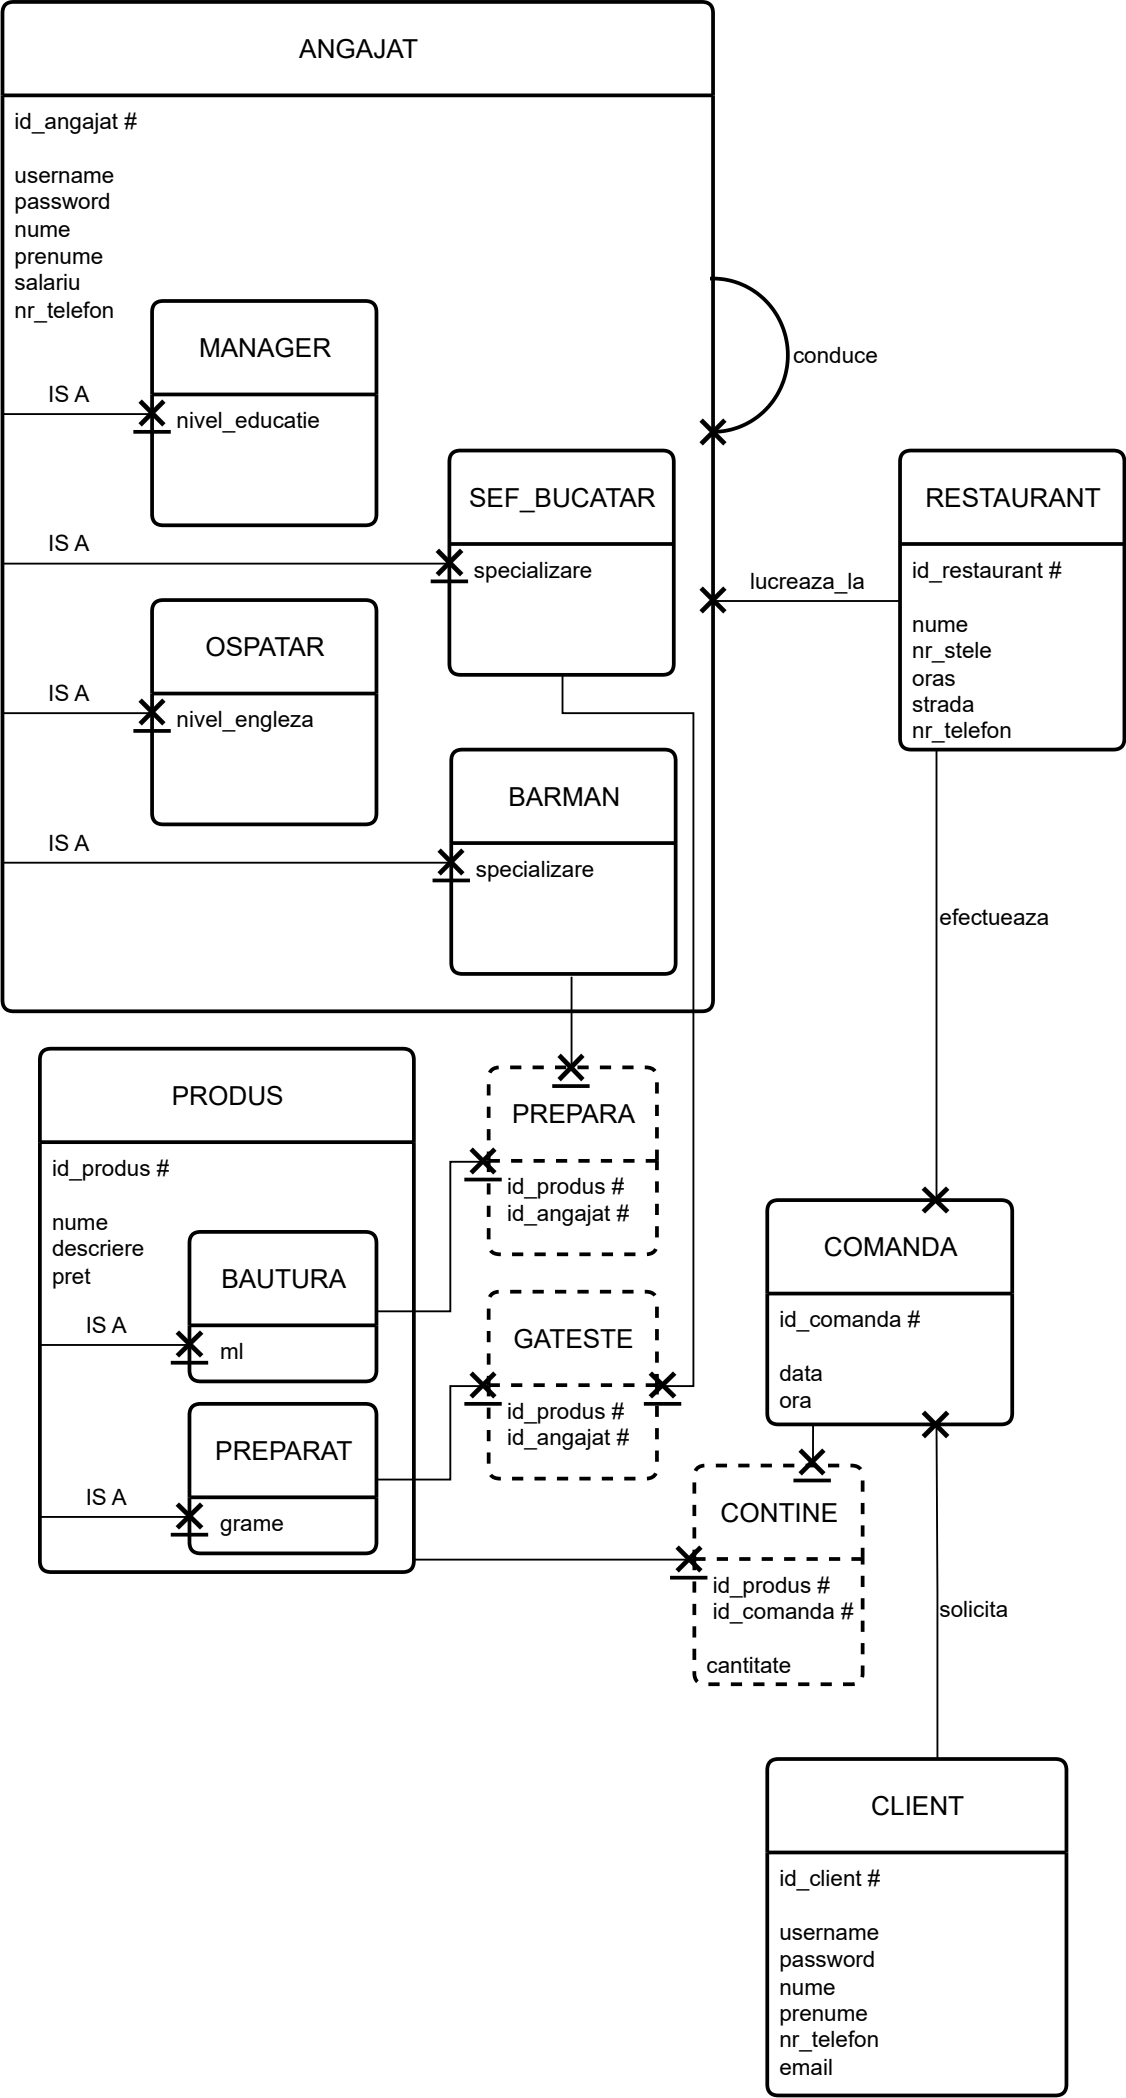 ANGAJAT
id_angajat #
username
password
nume
prenume
salariu
nr_telefon
MANAGER
IS A
nivel_educatie
conduce
SEF_BUCATAR
IS A
specializare
RESTAURANT
id_restaurant #
nume
nr_stele
oras
strada
nr_telefon
lucreaza_la
OSPATAR
IS A
nivel_engleza
BARMAN
IS A
specializare
efectueaza
PRODUS
id_produs #
nume
descriere
pret
BAUTURA
IS A
ml
PREPARAT
IS A
grame
PREPARA
id_produs #
id_angajat #
GATESTE
id_produs #
id_angajat #
COMANDA
id_comanda #
data
ora
CONTINE
id_produs #
id_comanda #
cantitate
solicita
CLIENT
id_client #
username
password
nume
prenume
nr_telefon
email